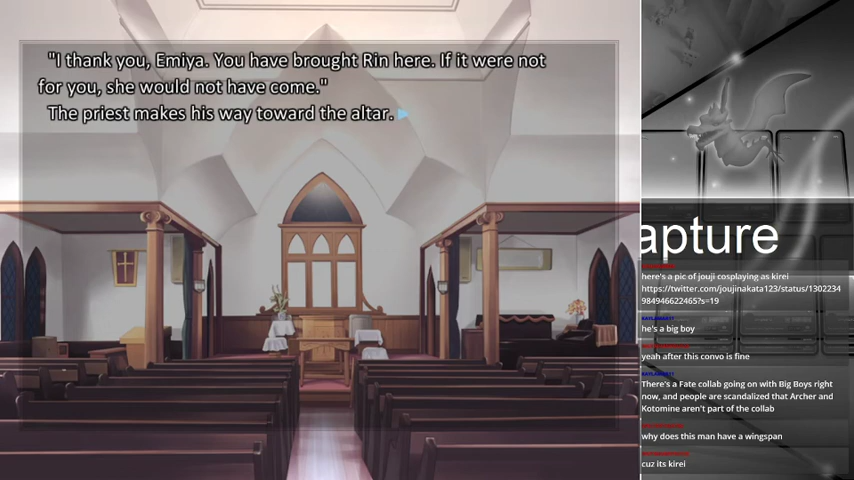 "I thank you, Emiya. You have brought Rin here. If it were not
for you, she would not have come."
The priest makes his way toward the altar.
apture
here's a pic of jouji cosplaying as kirei
https://twitter.com/joujinakata123/status/1302234
984946622465?s=19
he's a big boy
yeah after this convo is fine
There's a Fate collab going on with Big Boys right
now, and people are scandalized that Archer and
Kotomine aren't part of the collab
why does this man have a wingspan
cuz its kirei